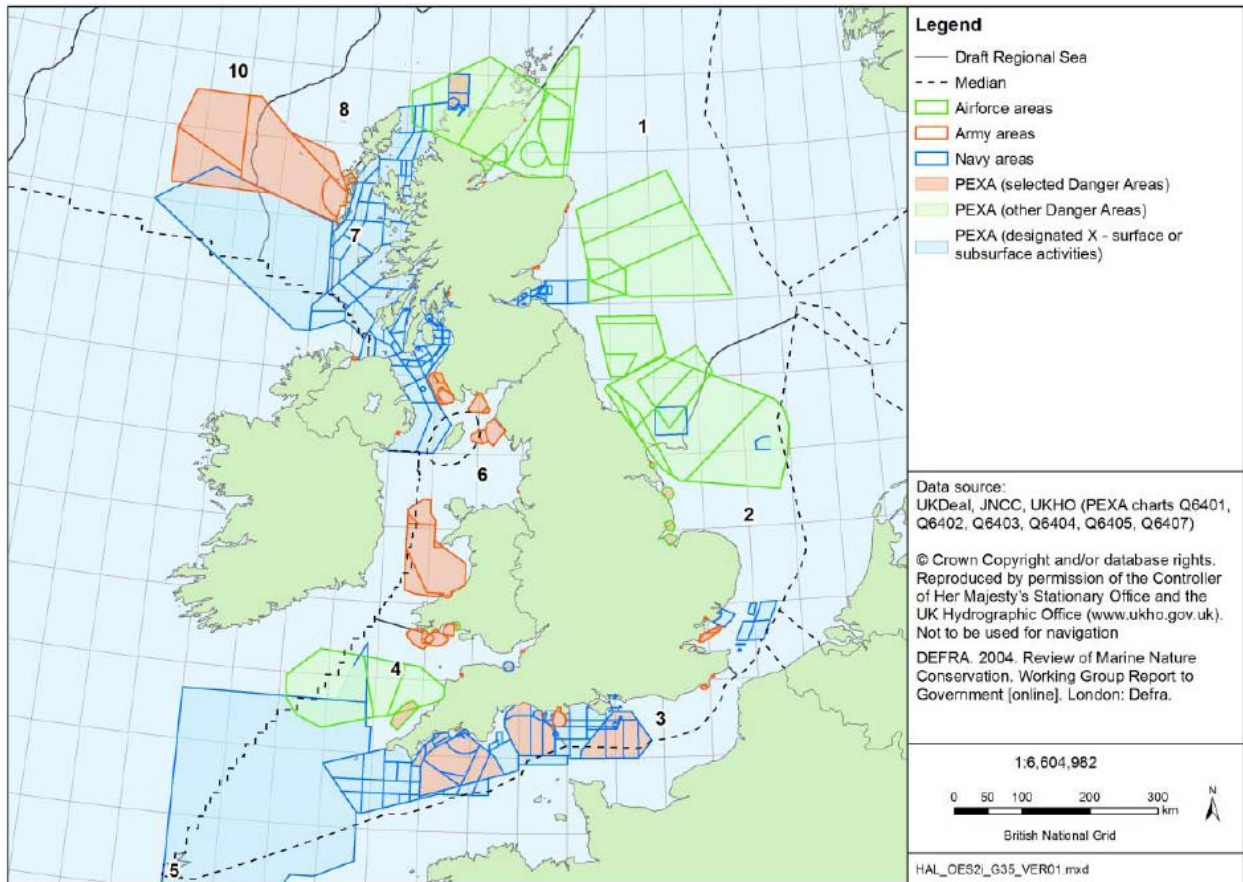 10
8
1
7
6
2
4
3
5
Legend
Draft Regional Sea
Median
Airforce areas
Army areas
Navy areas
PEXA (selected Danger Areas)
PEXA (other Danger Areas)
PEXA (designated X - surface or
subsurface activities)
Data source:
UKDeal, JNCC, UKHO (PEXA charts Q6401,
Q6402, Q6403, Q6404, Q6405, Q6407)
© Crown Copyright and/or database rights.
Reproduced by permission of the Controller
of Her Majesty's Stationary Office and the
UK Hydrographic Office (www.ukho.gov.uk).
Not to be used for navigation
DEFRA. 2004. Review of Marine Nature
Conservation. Working Group Report to
Government [online]. London: Defra.
1:6,604,982
0 50 100 200 300
km
N
British National Grid
HAL_OES2i_G35_VER01.mxd